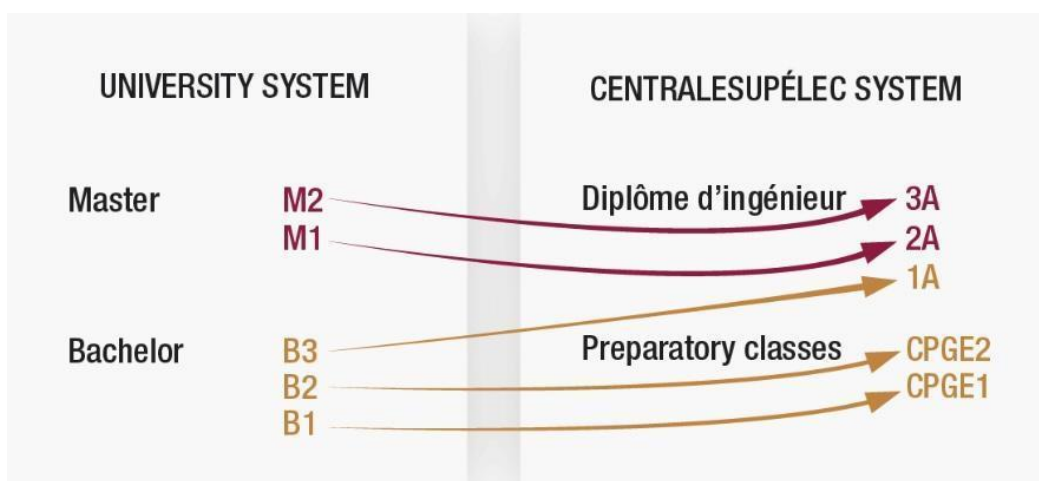 UNIVERSITY SYSTEM
CENTRALESUPÉLEC SYSTEM
Master M2 Diplôme d'ingénieur 3A
M1 2A
1A
Bachelor B3 Preparatory classes CPGE2
B2 CPGE1
B1